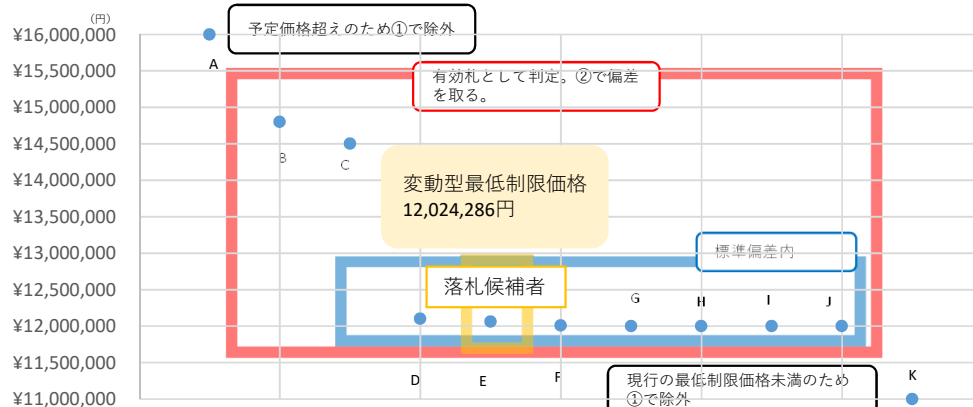 (円)
¥16,000,000
¥15,500,000
¥15,000,000
¥14,500,000
¥14,000,000
¥13,500,000
¥13,000,000
¥12,500,000
¥12,000,000
¥11,500,000
¥11,000,000
予定価格超えのため①で除外
A
有効札として判定。②で偏差
を取る。
B
C
変動型最低制限価格
12,024,286円
標準偏差内
落札候補者
G
H
I
J
D
E
F
現行の最低制限価格未満のため
①で除外
K